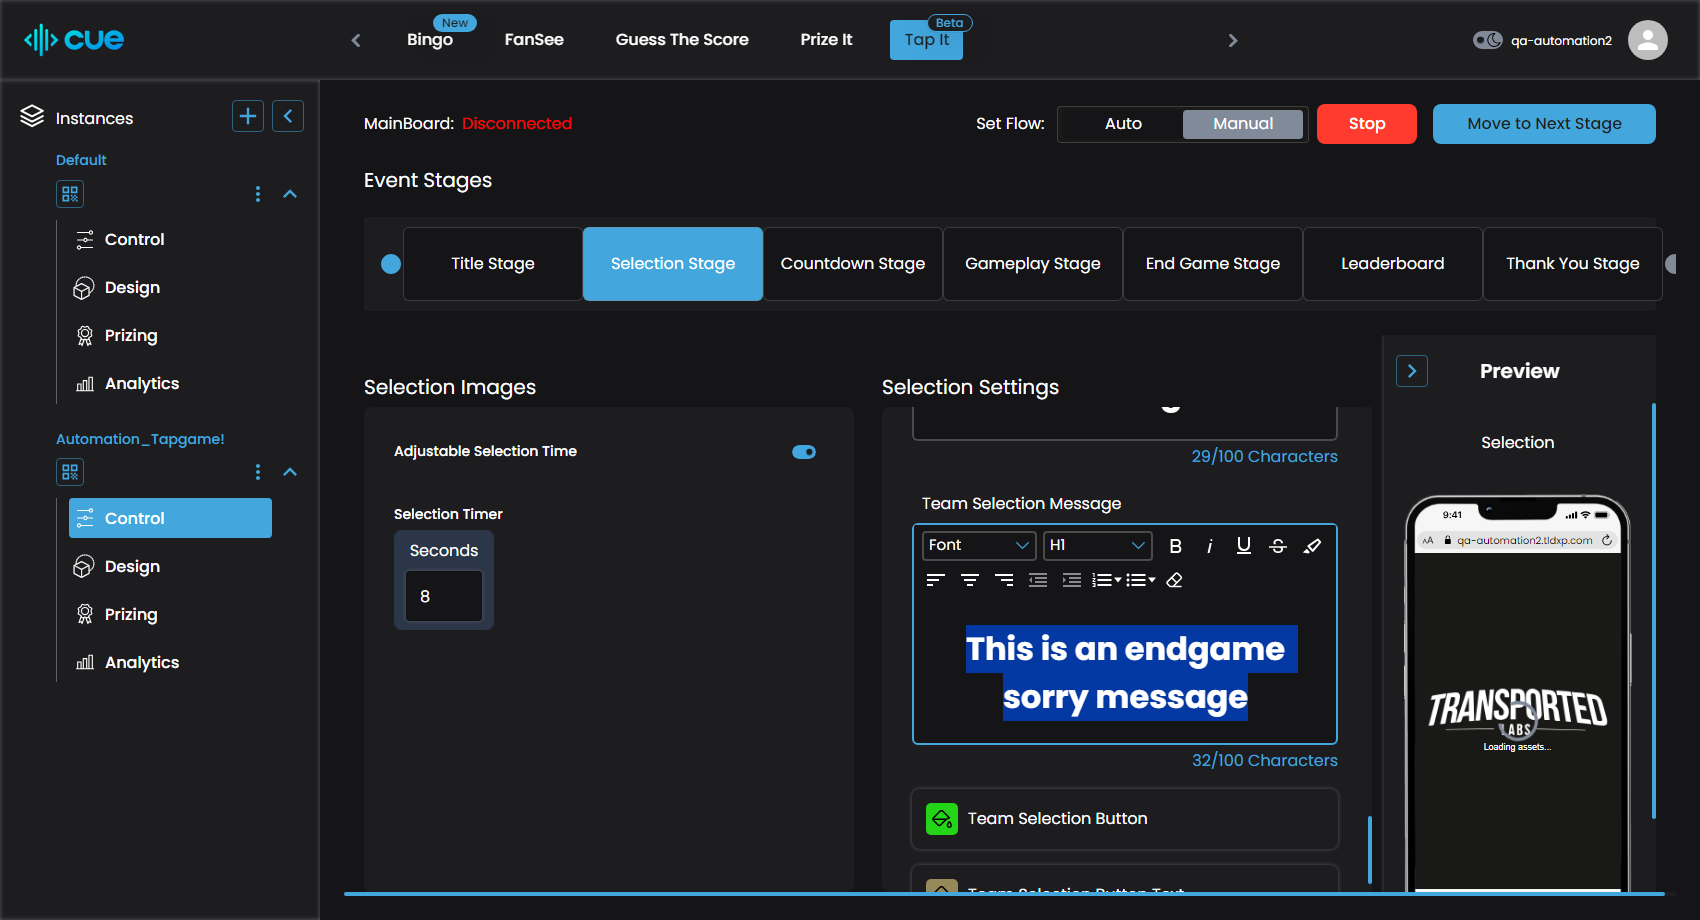 cue
New
Bingo
FanSee
Guess The Score
Prize It
Beta
Tap It
qa-automation2
Instances
Default
Control
Design
Prizing
Analytics
Automation_Tapgame!
Control
Design
Prizing
Analytics
MainBoard: Disconnected
Set Flow:
Auto
Manual
Stop
Move to Next Stage
Event Stages
Title Stage
Selection Stage
Countdown Stage
Gameplay Stage
End Game Stage
Leaderboard
Thank You Stage
Selection Images
Adjustable Selection Time
Selection Timer
Seconds
8
Selection Settings
29/100 Characters
Team Selection Message
Font
H1
B i U S
This is an endgame
sorry message
32/100 Characters
Team Selection Button
Team Selection Button Text
Preview
Selection
9:41
AA qa-automation2.tldxp.com
TRANSPORTED
LABS
Loading assets...